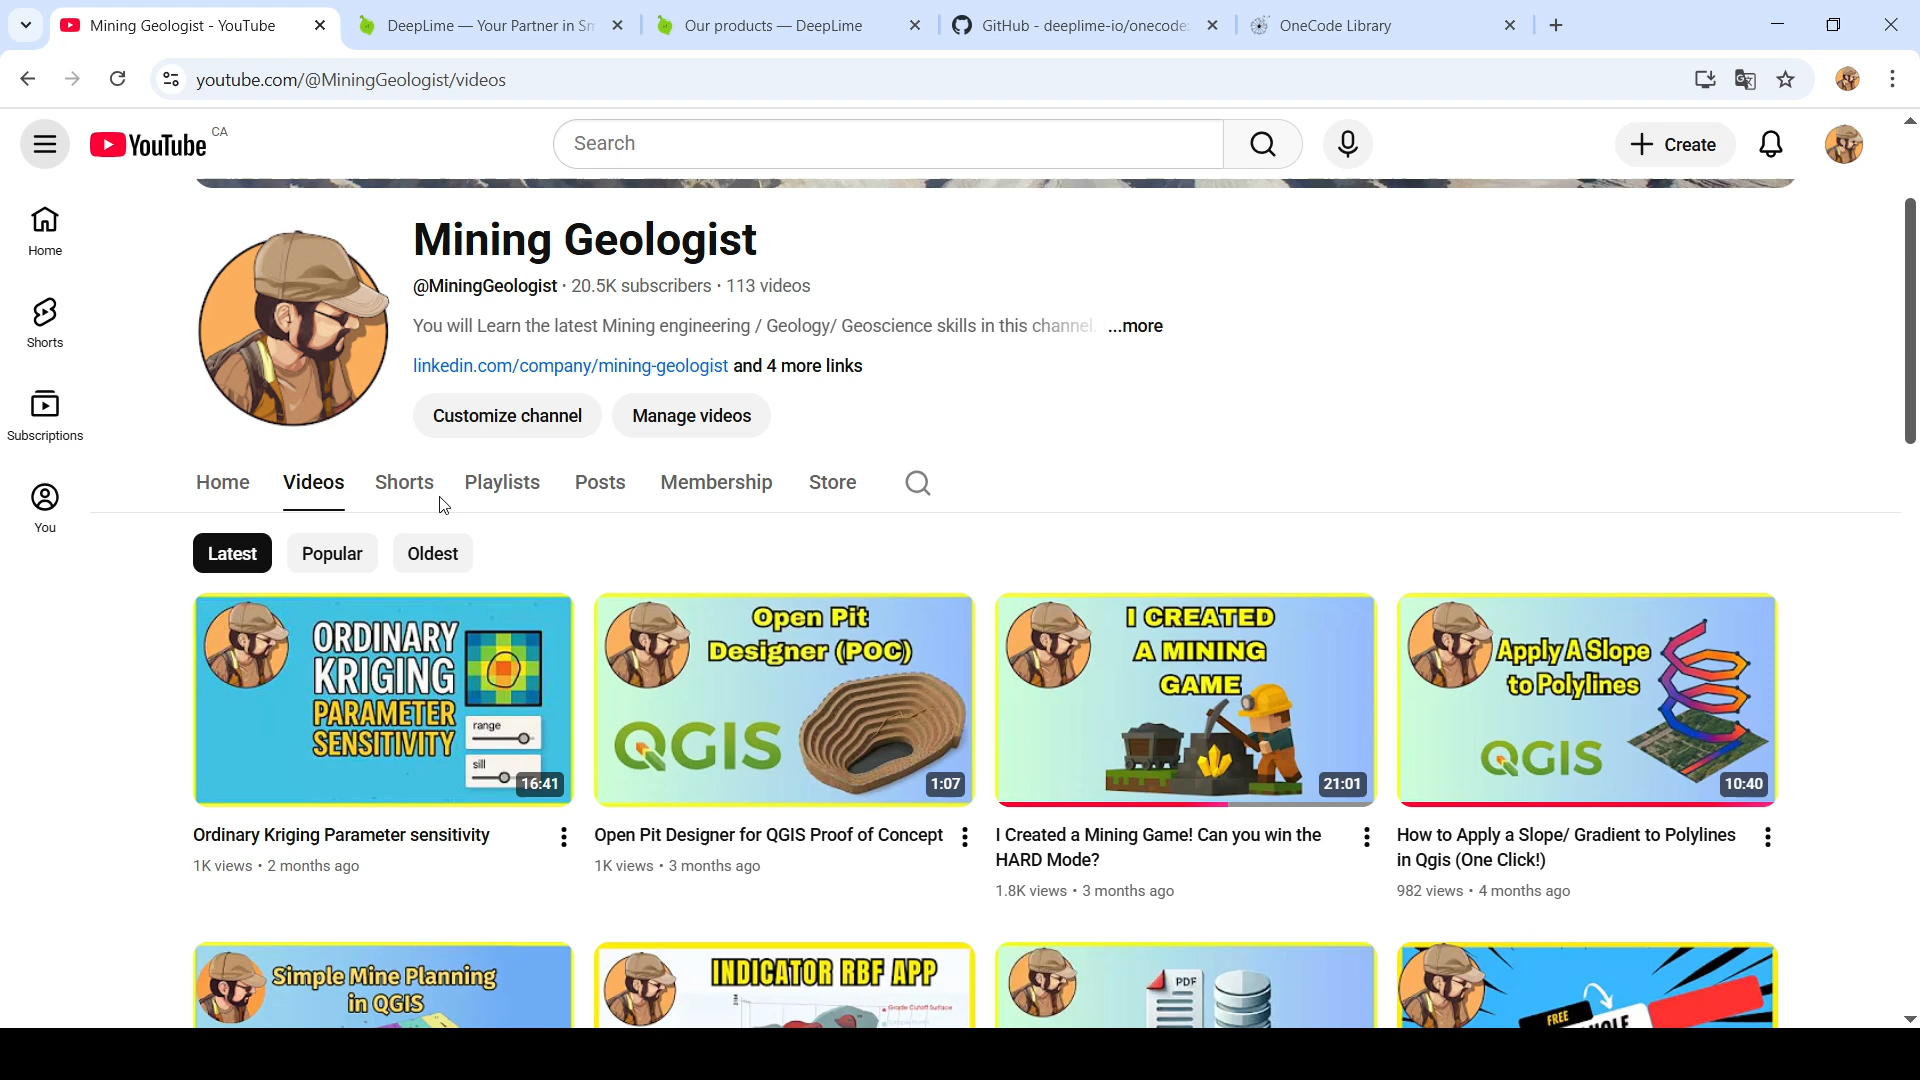 Mining Geologist - YouTube
DeepLime — Your Partner in Sm
Our products — DeepLime
GitHub - deeplime-io/onecode:
OneCode Library
youtube.com/@MiningGeologist/videos
YouTube CA
Search
Create
Home
Shorts
Subscriptions
You
Mining Geologist
@MiningGeologist · 20.5K subscribers · 113 videos
You will Learn the latest Mining engineering / Geology/ Geoscience skills in this channel. ...more
linkedin.com/company/mining-geologist and 4 more links
Customize channel
Manage videos
Home
Videos
Shorts
Playlists
Posts
Membership
Store
Latest
Popular
Oldest
ORDINARY
KRIGING
PARAMETER
SENSITIVITY
range
sill
16:41
Open Pit
Designer (POC)
QGIS
1:07
I CREATED
A MINING
GAME
21:01
Apply A Slope
to Polylines
QGIS
10:40
Ordinary Kriging Parameter sensitivity
1K views · 2 months ago
Open Pit Designer for QGIS Proof of Concept
1K views · 3 months ago
I Created a Mining Game! Can you win the
HARD Mode?
1.8K views · 3 months ago
How to Apply a Slope/ Gradient to Polylines
in Qgis (One Click!)
982 views · 4 months ago
Simple Mine Planning
in QGIS
INDICATOR RBF APP
Grade Cutoff Surface
PDF
FREE